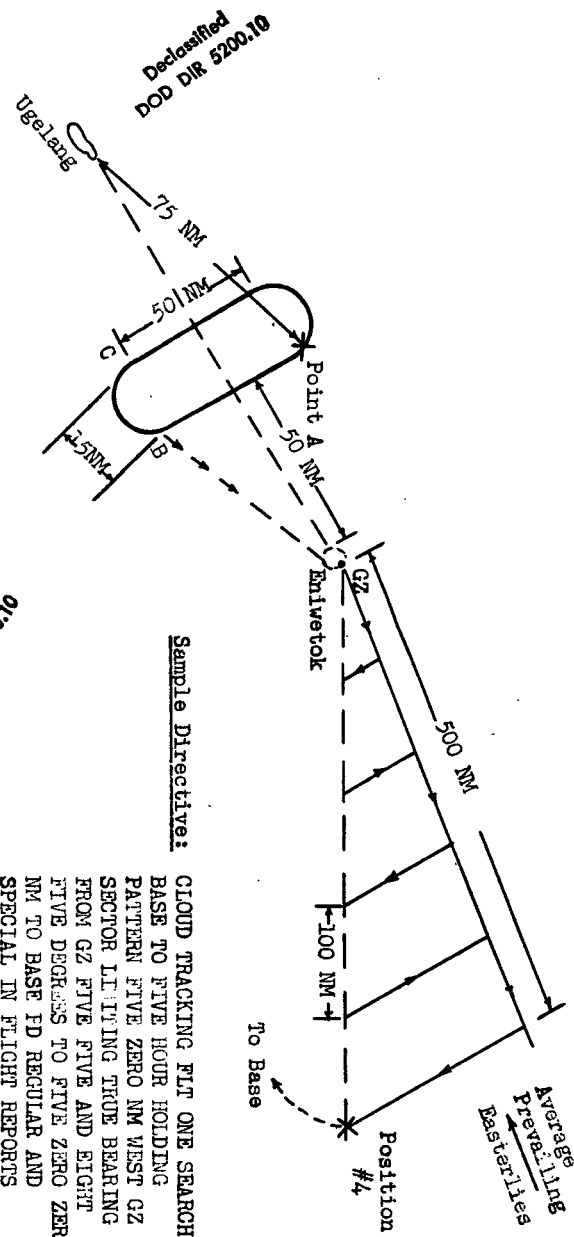 Declassified
DOD DIR 5200.10
Ugelang
75 NM
50 NM
C
15NM
B
Point A
50 NM
GZ
Eniwetok
500 NM
100 NM
To Base
Position
#4
Average
Prevailing
Easterlies
Sample Directive:
CLOUD TRACKING FLT ONE SEARCH
BASE TO FIVE HOUR HOLDING
PATTERN FIVE ZERO NM WEST GZ
SECTOR LIMITING TRUE BEARING
FROM GZ FIVE FIVE AND EIGHT
FIVE DEGREES TO FIVE ZERO ZER
NM TO BASE PD REGULAR AND
SPECIAL IN FLIGHT REPORTS